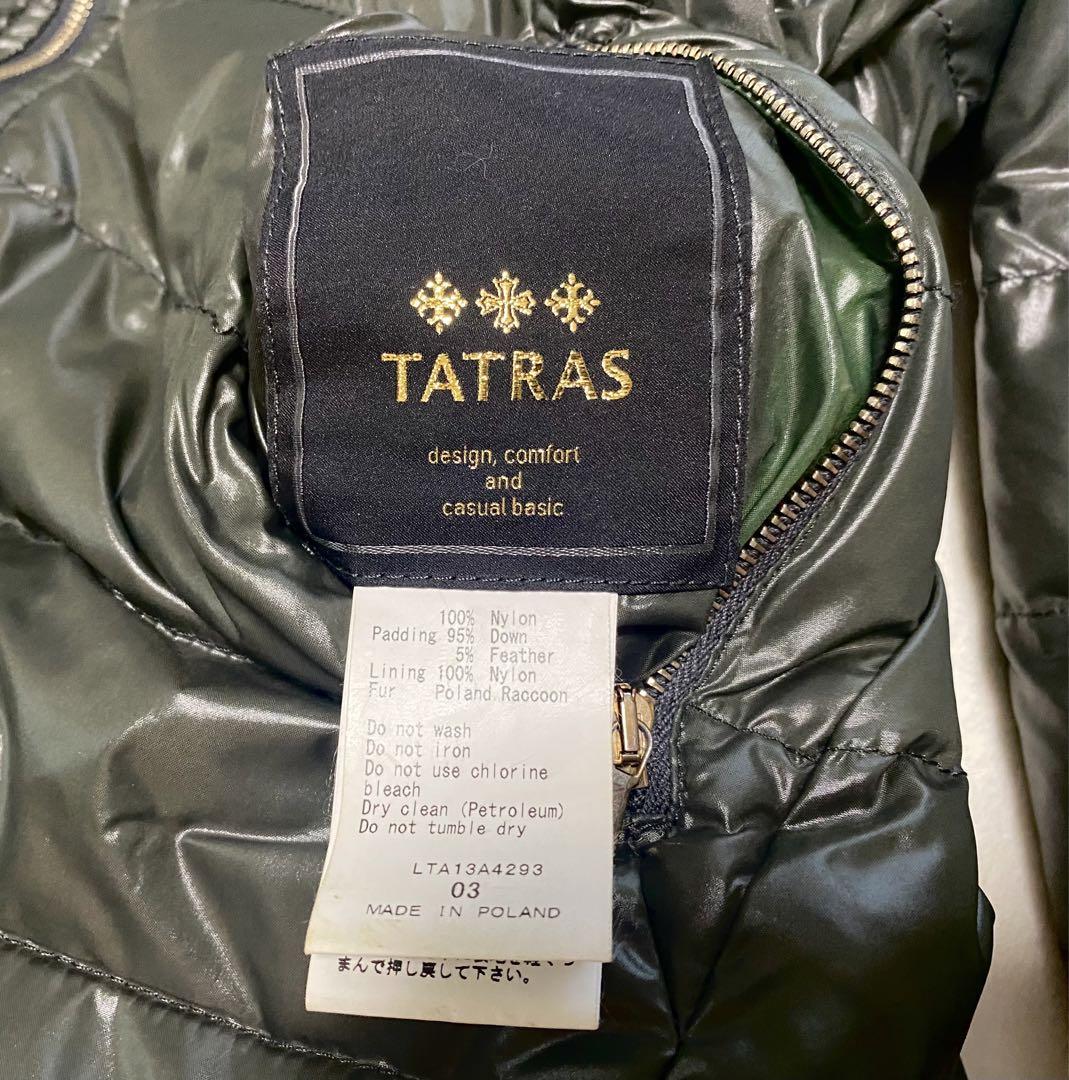 TATRAS
design, comfort
and
casual basic
100% Nylon
Padding 95% Down
5% Feather
Lining 100% Nylon
Fur Poland Raccoon
Do not wash
Do not iron
Do not use chlorine
bleach
Dry clean (Petroleum)
Do not tumble dry
LTA13A4293
03
MADE IN POLAND
まんで押し戻して下さい。